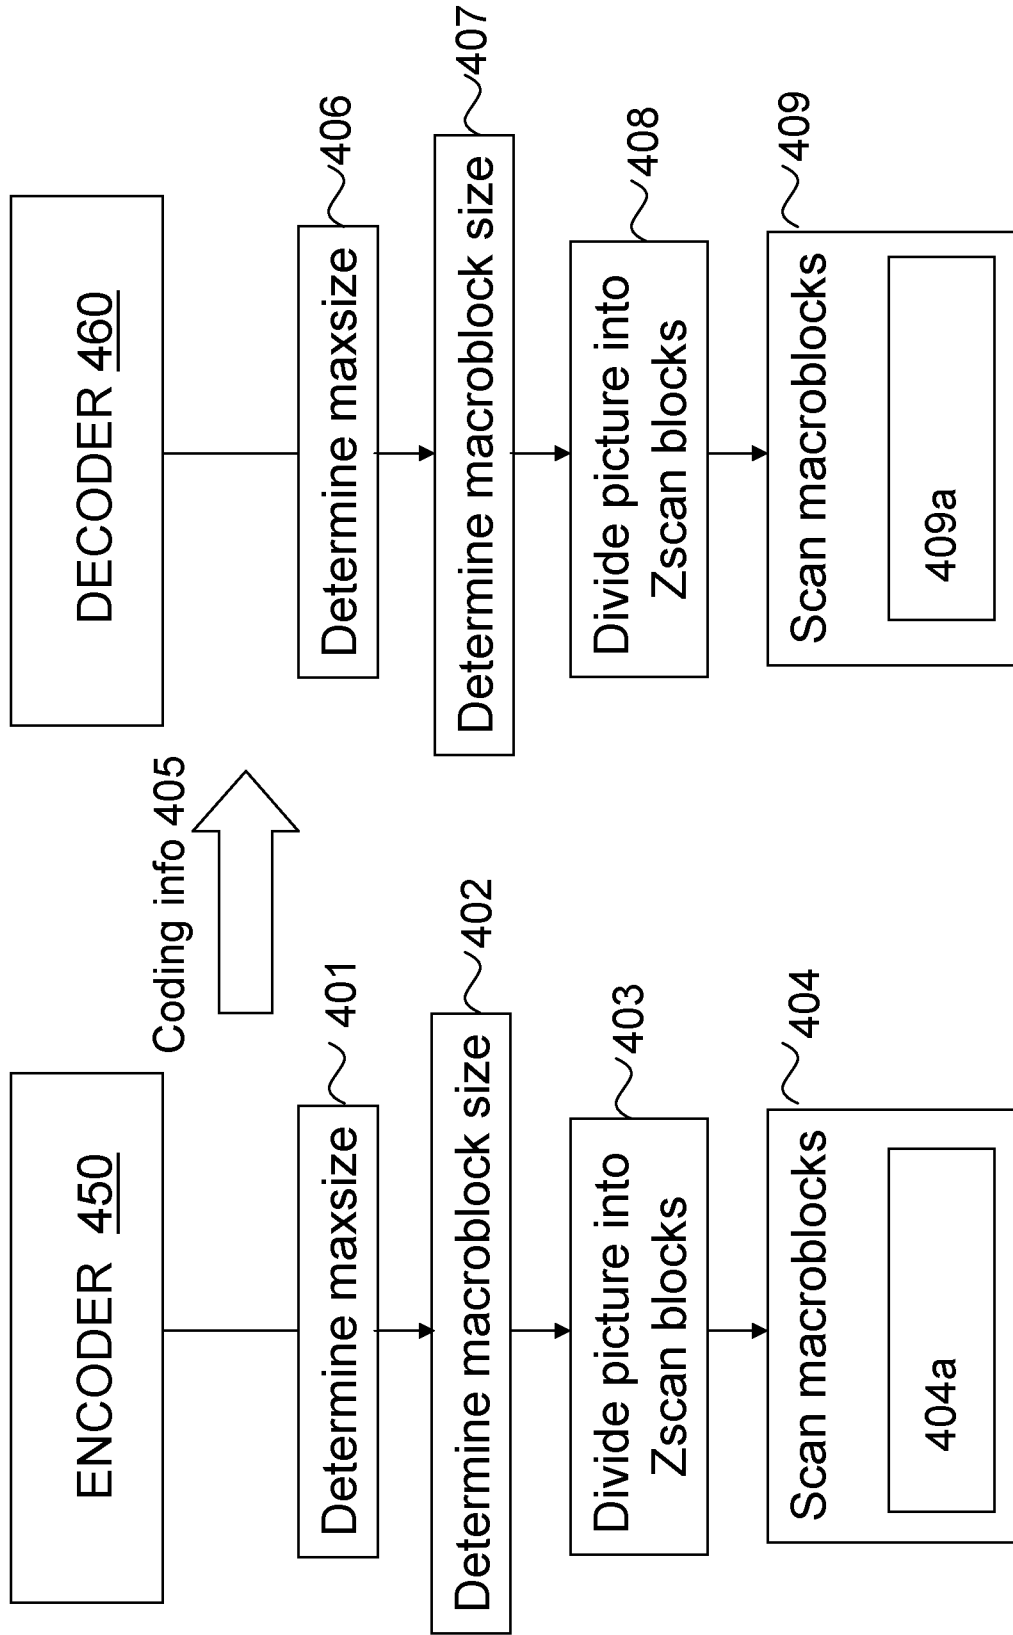 ENCODER 450
Determine maxsize
401
Determine macroblock size
402
Divide picture into
Zscan blocks
403
Scan macroblocks
404
404a
Coding info 405
DECODER 460
Determine maxsize
406
Determine macroblock size
407
Divide picture into
Zscan blocks
408
Scan macroblocks
409
409a